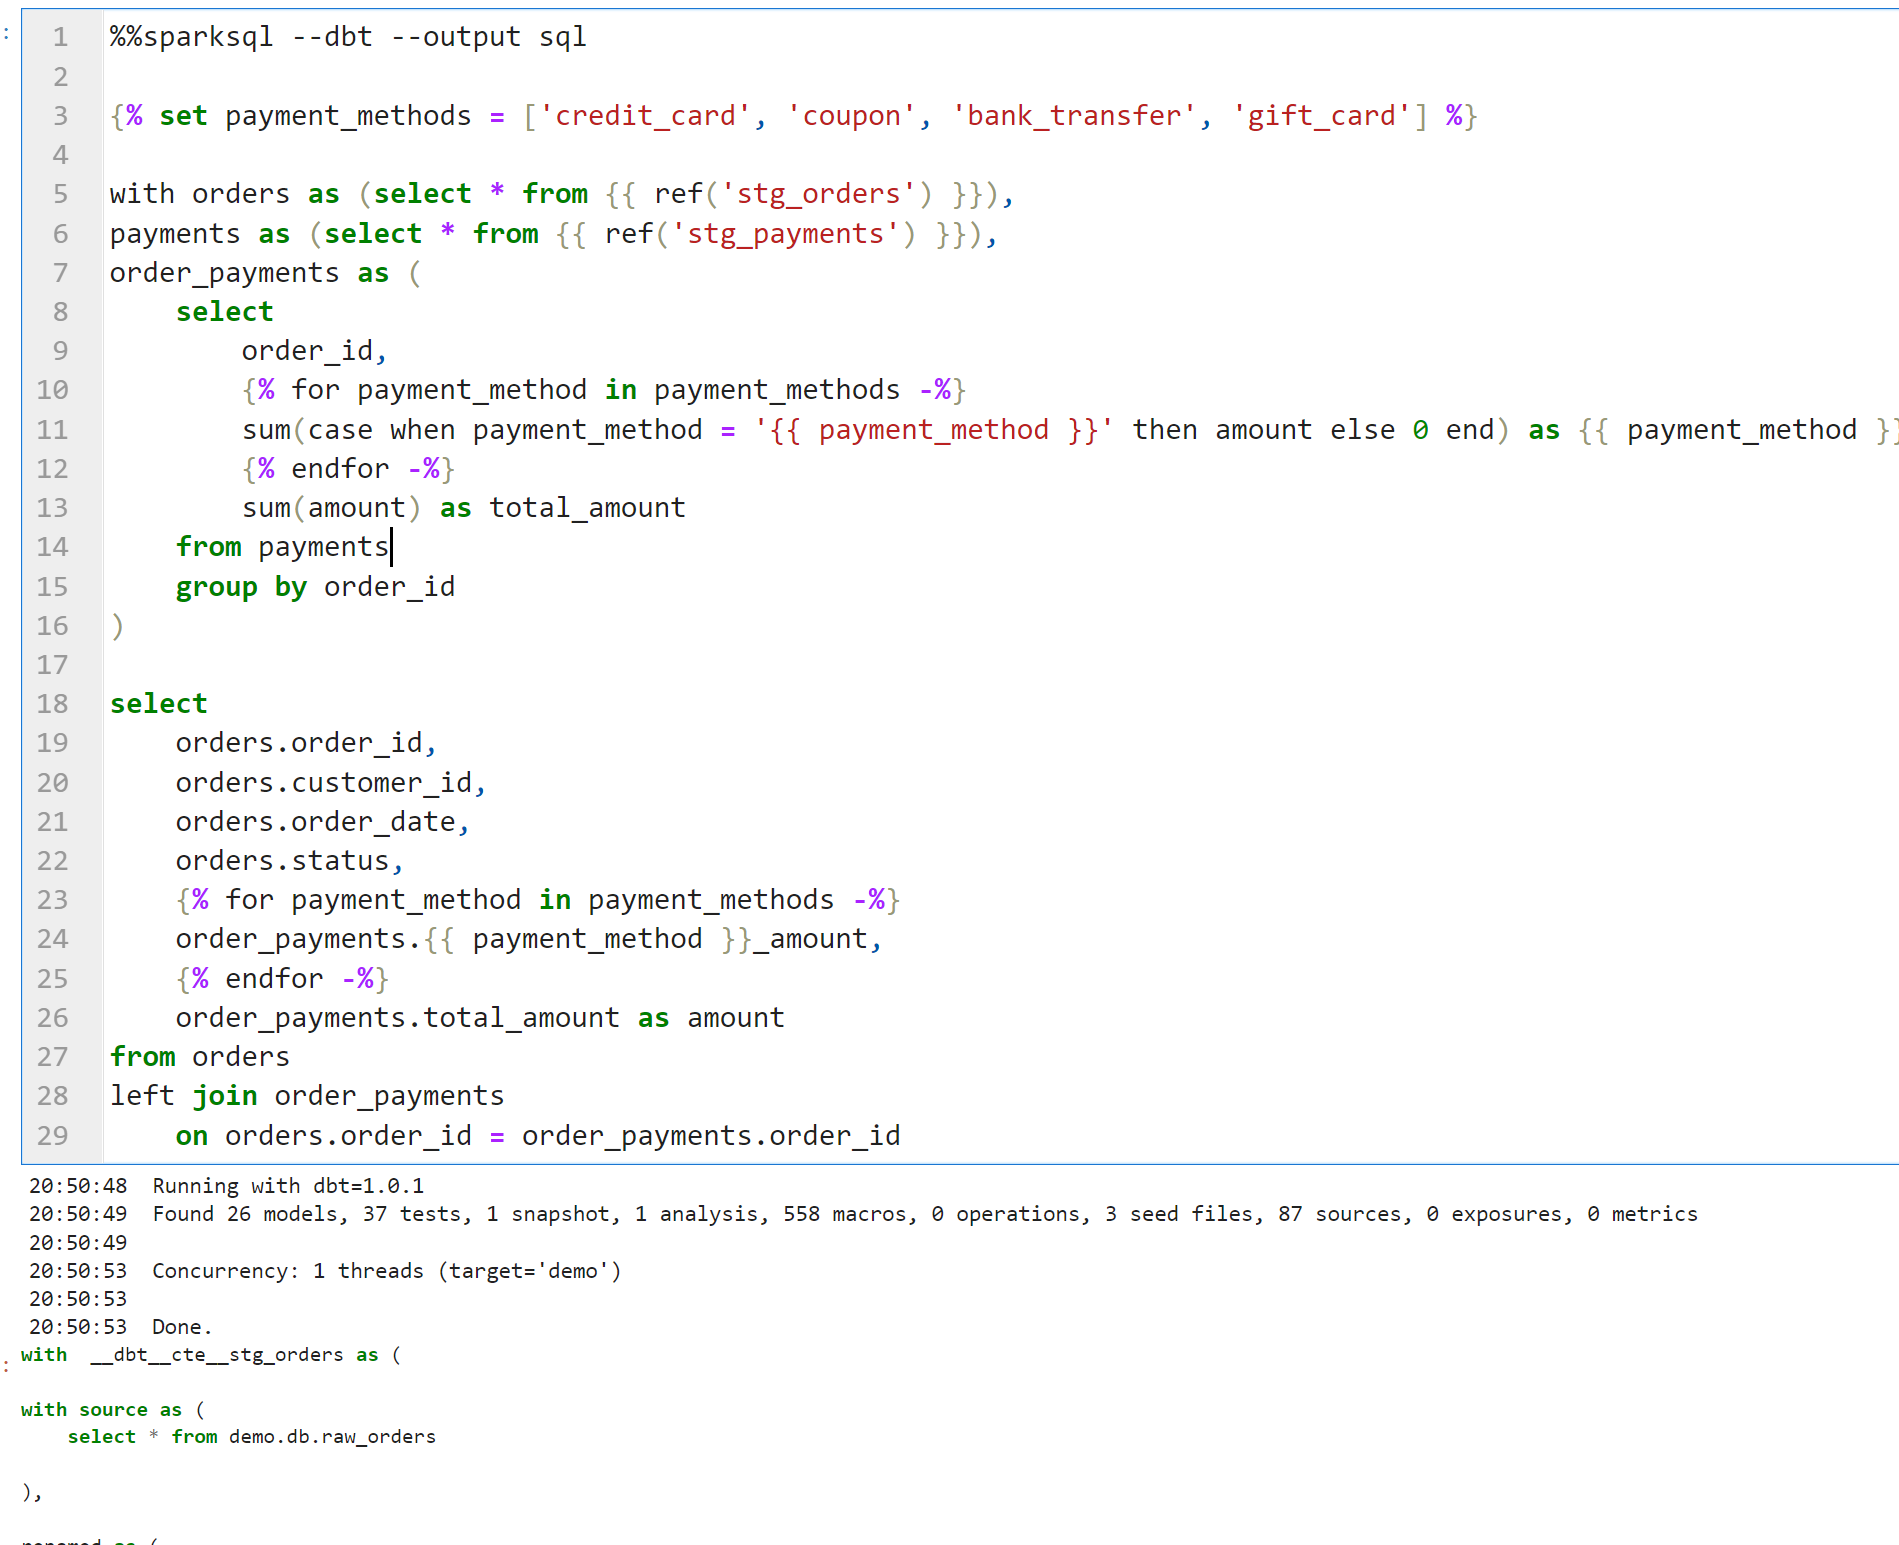 1 %%sparksql --dbt --output sql
2
3 {% set payment_methods = ['credit_card', 'coupon', 'bank_transfer', 'gift_card'] %}
4
5 with orders as (select * from {{ ref('stg_orders') }}),
6 payments as (select * from {{ ref('stg_payments') }}),
7 order_payments as (
8     select
9         order_id,
10         {% for payment_method in payment_methods -%}
11         sum(case when payment_method = '{{ payment_method }}' then amount else 0 end) as {{ payment_method }}
12         {% endfor -%}
13         sum(amount) as total_amount
14     from payments
15     group by order_id
16 )
17
18 select
19     orders.order_id,
20     orders.customer_id,
21     orders.order_date,
22     orders.status,
23     {% for payment_method in payment_methods -%}
24     order_payments.{{ payment_method }}_amount,
25     {% endfor -%}
26     order_payments.total_amount as amount
27 from orders
28 left join order_payments
29     on orders.order_id = order_payments.order_id
20:50:48  Running with dbt=1.0.1
20:50:49  Found 26 models, 37 tests, 1 snapshot, 1 analysis, 558 macros, 0 operations, 3 seed files, 87 sources, 0 exposures, 0 metrics
20:50:49
20:50:53  Concurrency: 1 threads (target='demo')
20:50:53
20:50:53  Done.
with  __dbt__cte__stg_orders as (
with source as (
    select * from demo.db.raw_orders
),